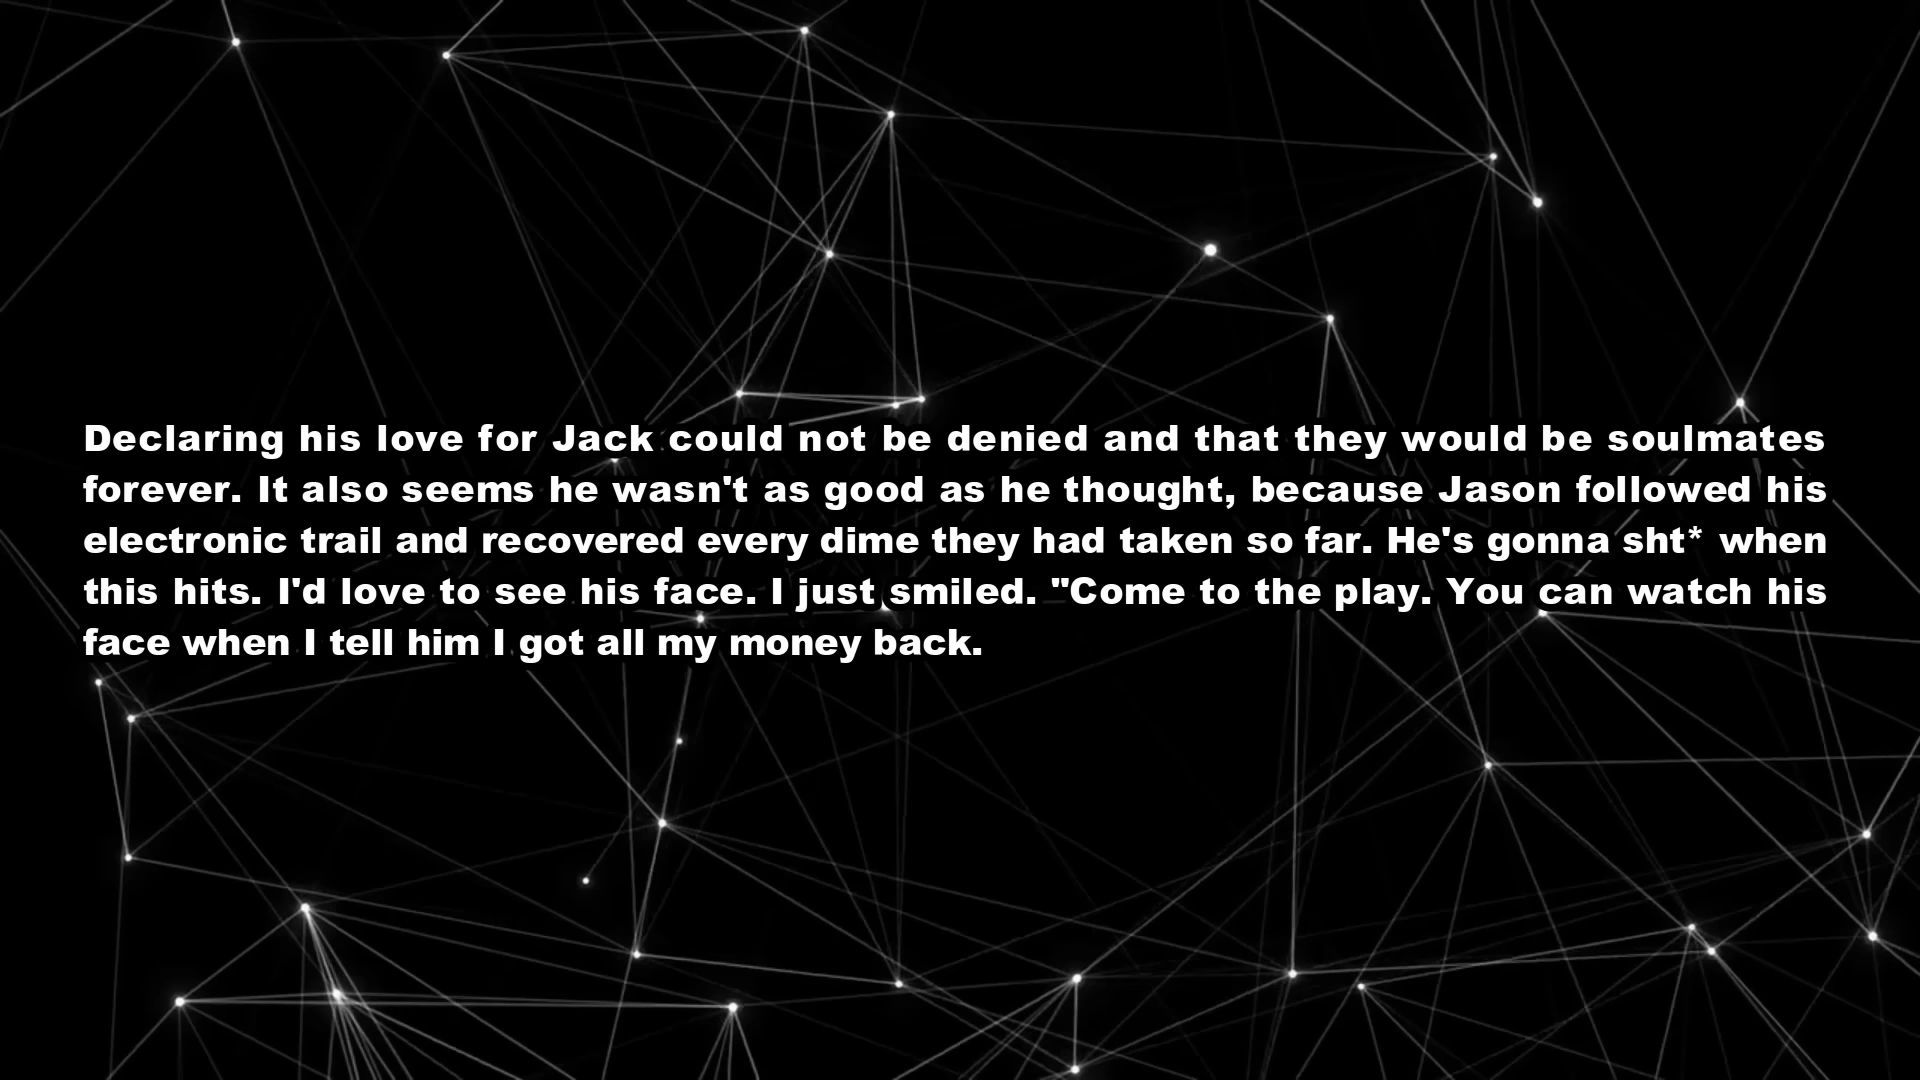 Declaring his love for Jack could not be denied and that they would be soulmates
forever. It also seems he wasn't as good as he thought, because Jason followed his
electronic trail and recovered every dime they had taken so far. He's gonna sht* when
this hits. I'd love to see his face. I just smiled. "Come to the play. You can watch his
face when I tell him I got all my money back.